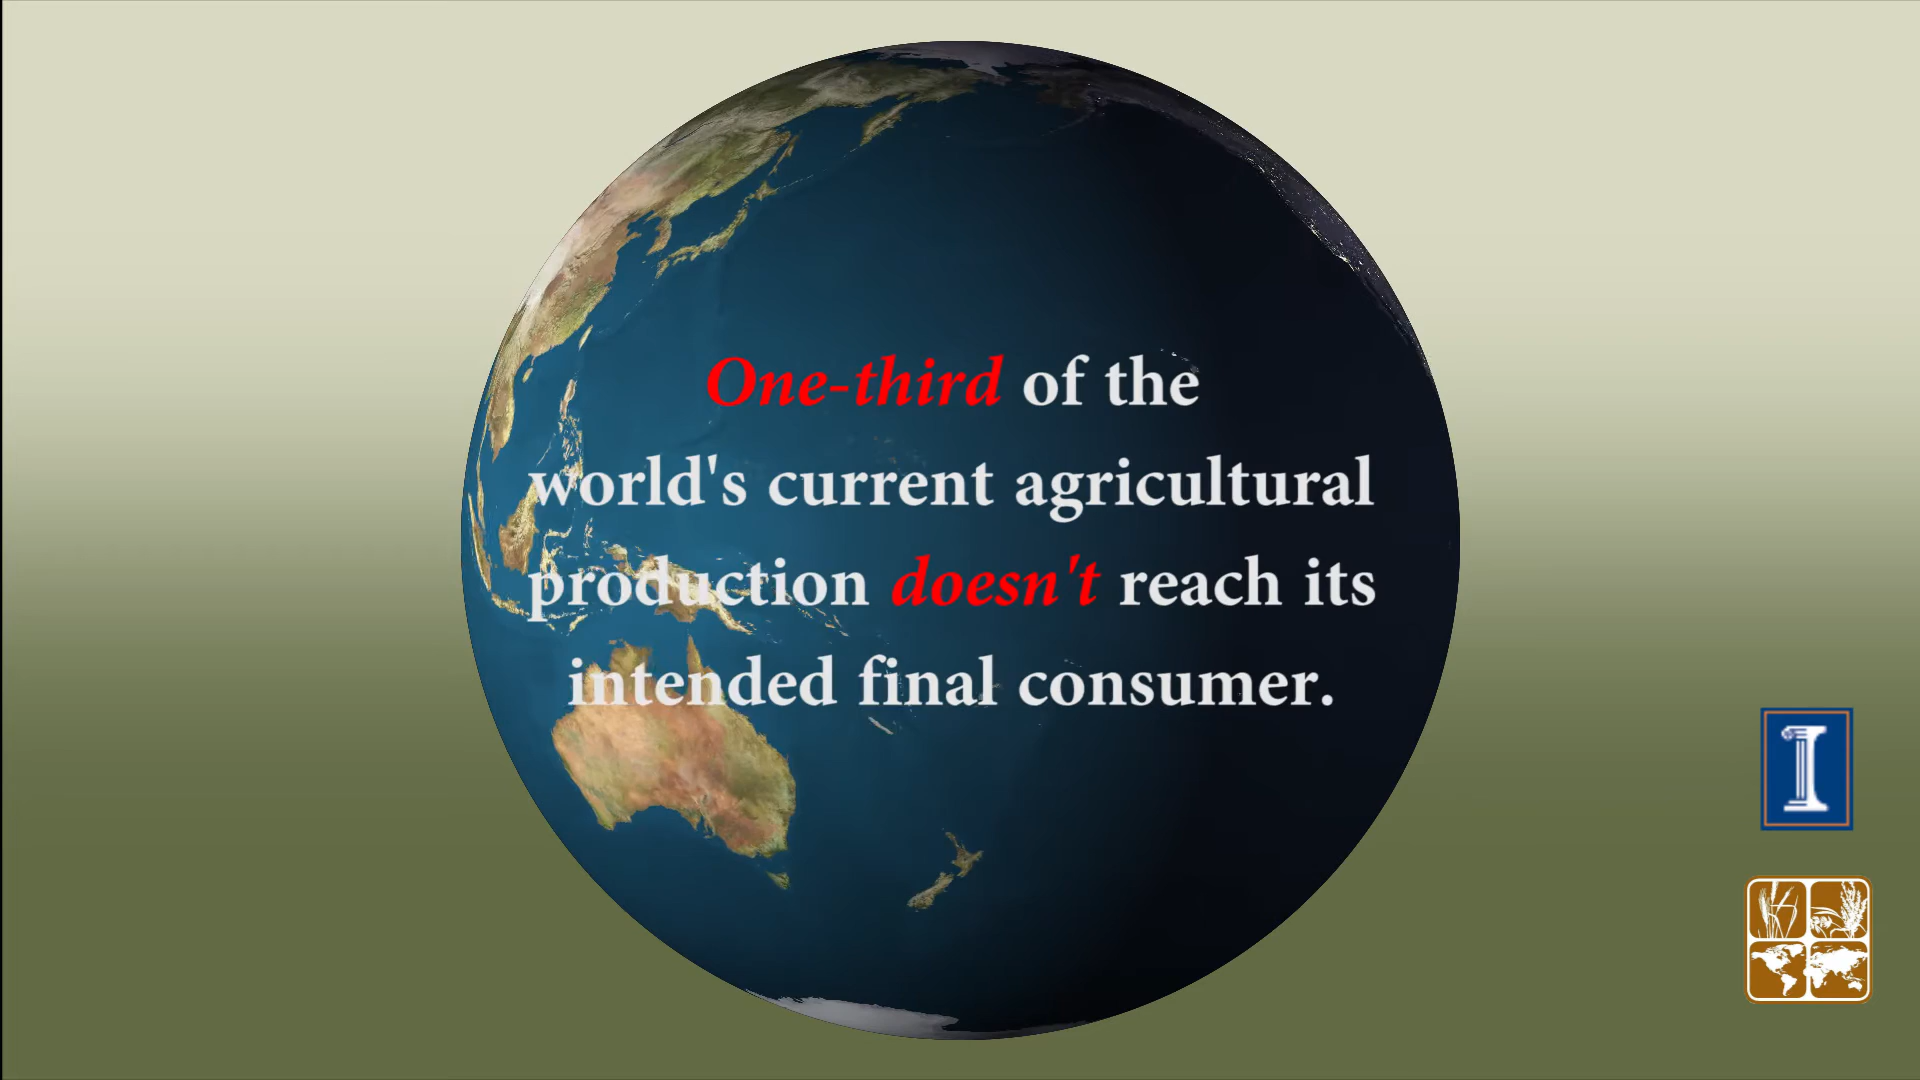 One-third of the
world's current agricultural
production doesn't reach its
intended final consumer.
I